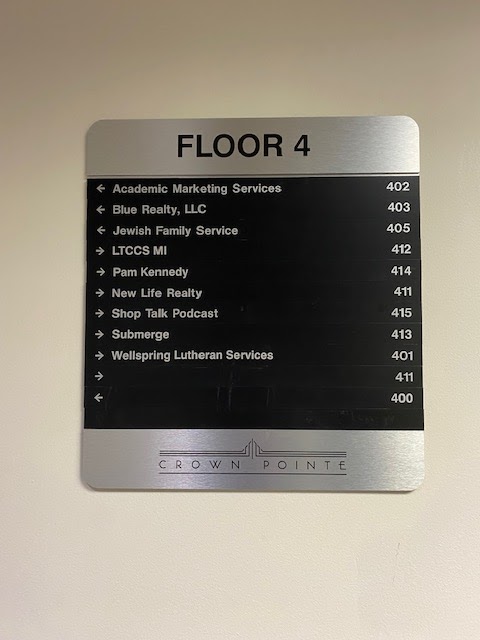 FLOOR 4
← Academic Marketing Services 402
← Blue Realty, LLC 403
← Jewish Family Service 405
→ LTCCS MI 412
→ Pam Kennedy 414
→ New Life Realty 411
→ Shop Talk Podcast 415
→ Submerge 413
→ Wellspring Lutheran Services 401
→ 411
← 400
CROWN POINTE